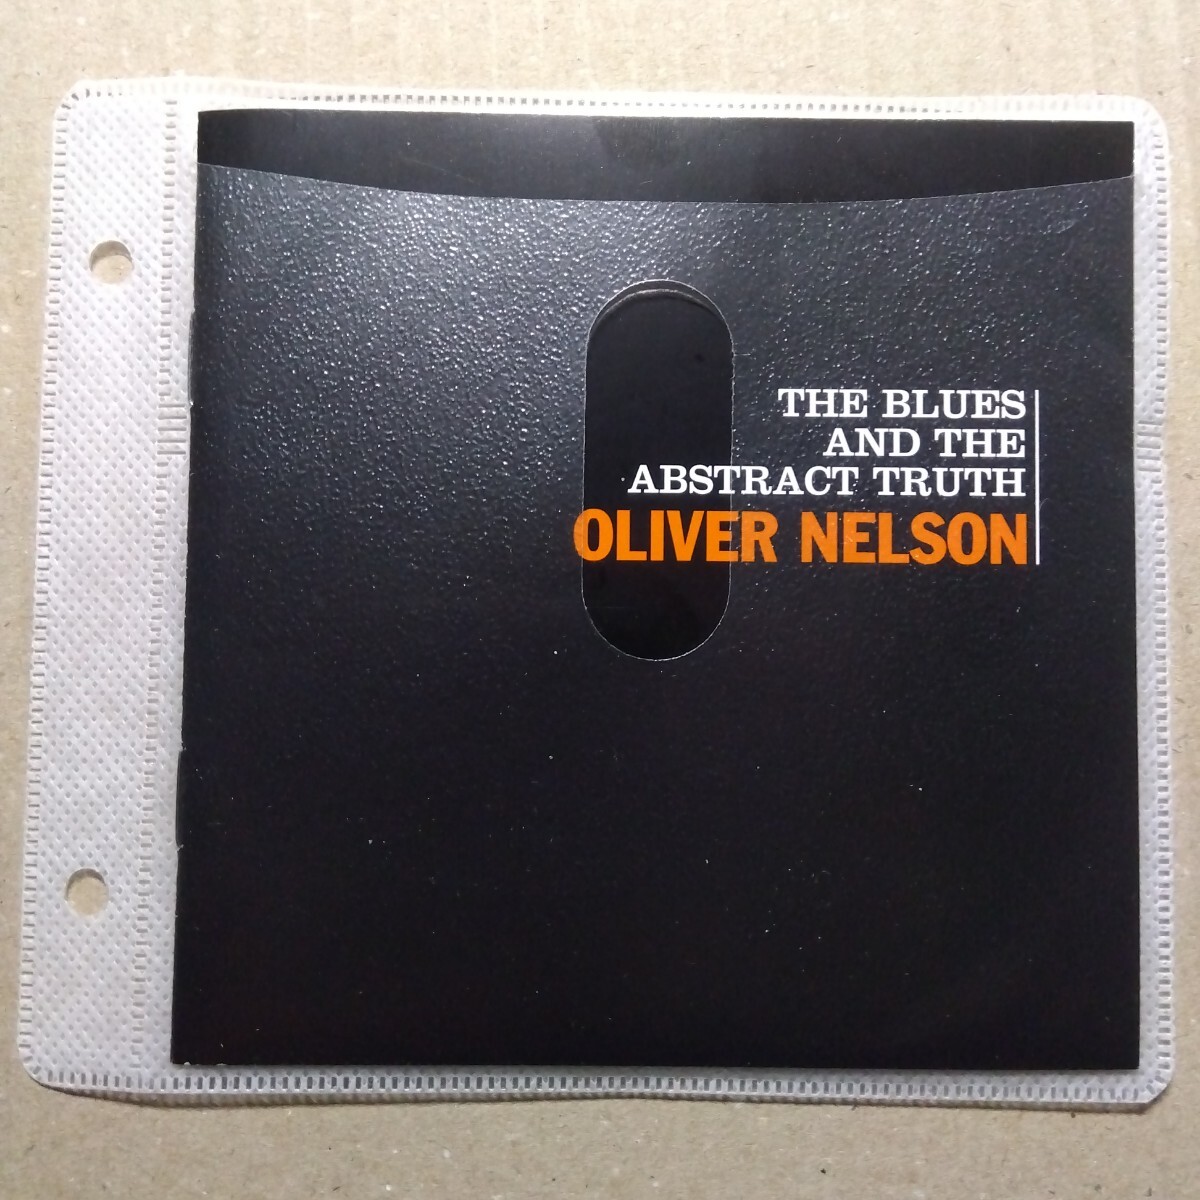 THE BLUES
AND THE
ABSTRACT TRUTH
OLIVER NELSON